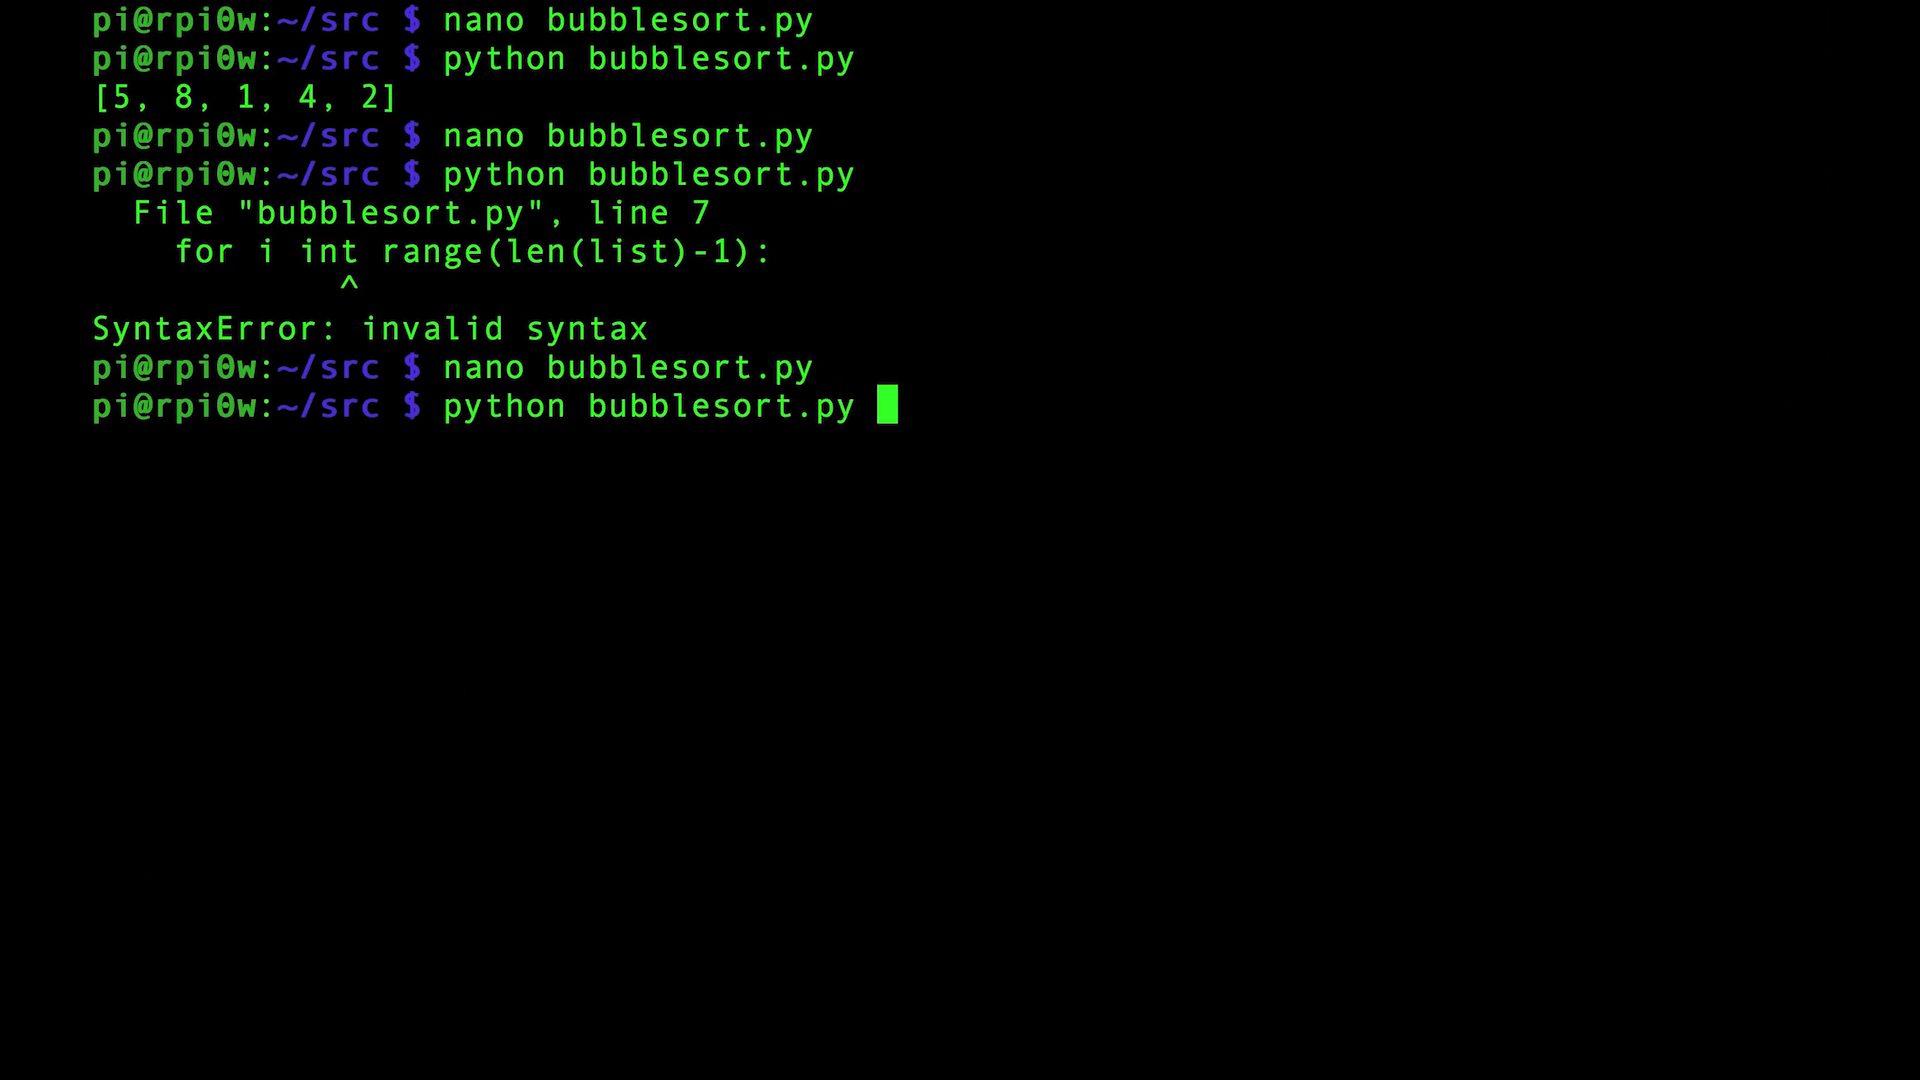 pi@rpi0w:~/src $ nano bubblesort.py
pi@rpi0w:~/src $ python bubblesort.py
[5, 8, 1, 4, 2]
pi@rpi0w:~/src $ nano bubblesort.py
pi@rpi0w:~/src $ python bubblesort.py
  File "bubblesort.py", line 7
    for i int range(len(list)-1):
            ^
SyntaxError: invalid syntax
pi@rpi0w:~/src $ nano bubblesort.py
pi@rpi0w:~/src $ python bubblesort.py